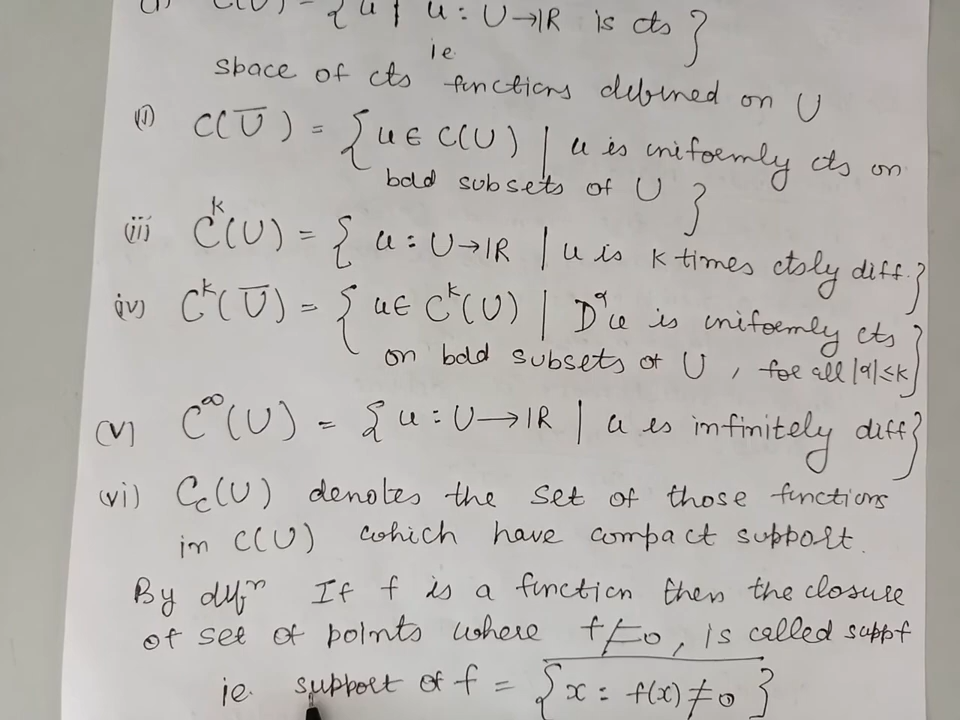 (i) C(U) = { u | u : U → IR is cts }
ie
space of cts functions defined on U
(ii) C(U̅) = { u ∈ C(U) | u is uniformly cts on
bdd subsets of U }
(iii) C^k(U) = { u : U → IR | u is k times ctsly diff. }
(iv) C^k(U̅) = { u ∈ C^k(U) | D^α u is uniformly cts
on bdd subsets of U , for all |α| ≤ k }
(v) C^∞(U) = { u : U → IR | u is infinitely diff }
(vi) C_c(U) denotes the set of those functions
in C(U) which have compact support.
By defⁿ If f is a function then the closure
of set of points where f ≠ 0, is called supp f
ie. support of f = \overline{{ x : f(x) ≠ 0 }}